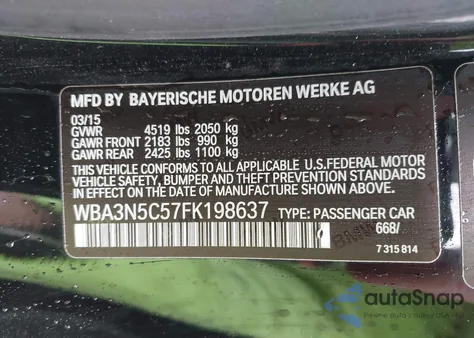 MFD BY BAYERISCHE MOTOREN WERKE AG
03/15
GVWR 4519 lbs 2050 kg
GAWR FRONT 2183 lbs 990 kg
GAWR REAR 2425 lbs 1100 kg
THIS VEHICLE CONFORMS TO ALL APPLICABLE U.S.FEDERAL MOTOR
VEHICLE SAFETY, BUMPER AND THEFT PREVENTION STANDARDS
IN EFFECT ON THE DATE OF MANUFACTURE SHOWN ABOVE.
WBA3N5C57FK198637 TYPE: PASSENGER CAR
668/
7 315 814
autoSnap